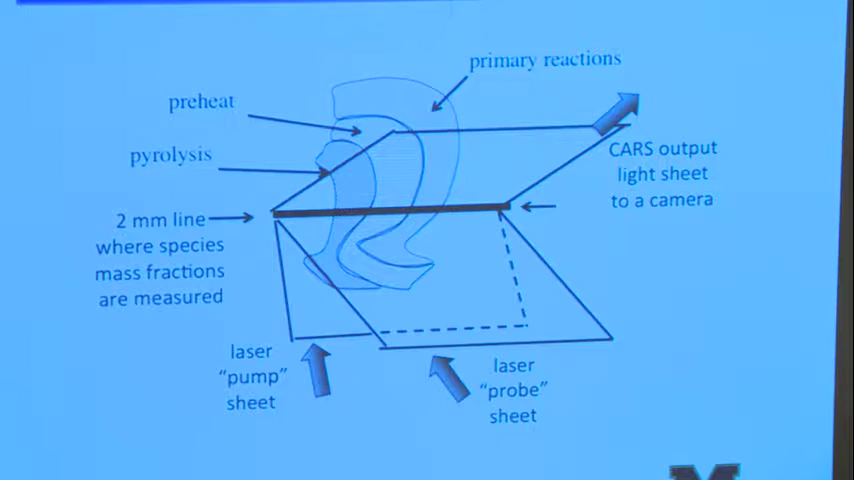 primary reactions
preheat
pyrolysis
CARS output
light sheet
to a camera
2 mm line
where species
mass fractions
are measured
laser
"pump"
sheet
laser
"probe"
sheet
M